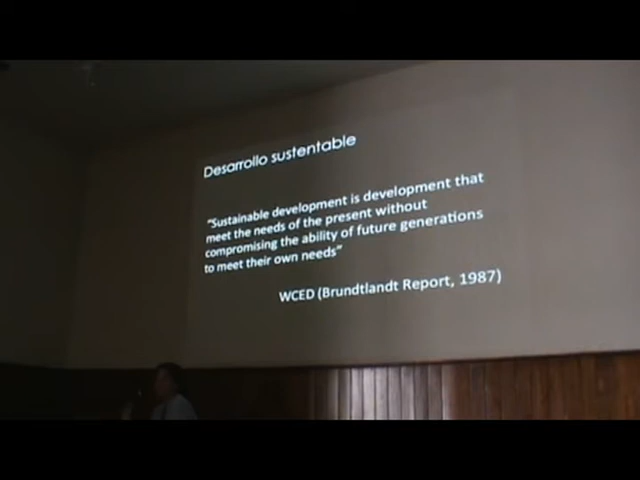 Desarrollo sustentable
"Sustainable development is development that
meet the needs of the present without
compromising the ability of future generations
to meet their own needs"
WCED (Brundtlandt Report, 1987)